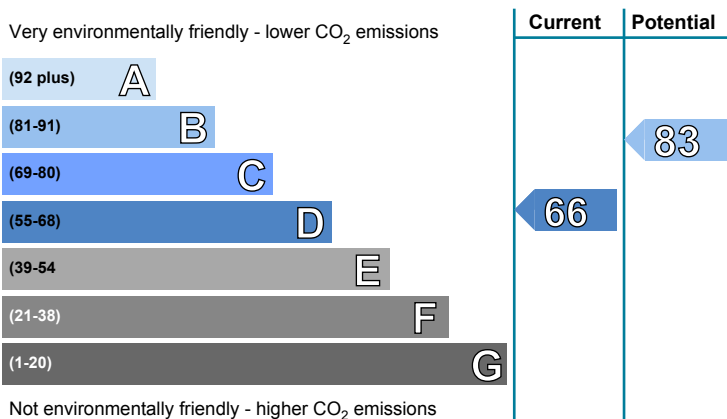 Current Potential
Very environmentally friendly - lower CO2 emissions
(92 plus) A
(81-91) B
83
(69-80) C
(55-68) D
66
(39-54 E
(21-38) F
(1-20) G
Not environmentally friendly - higher CO2 emissions